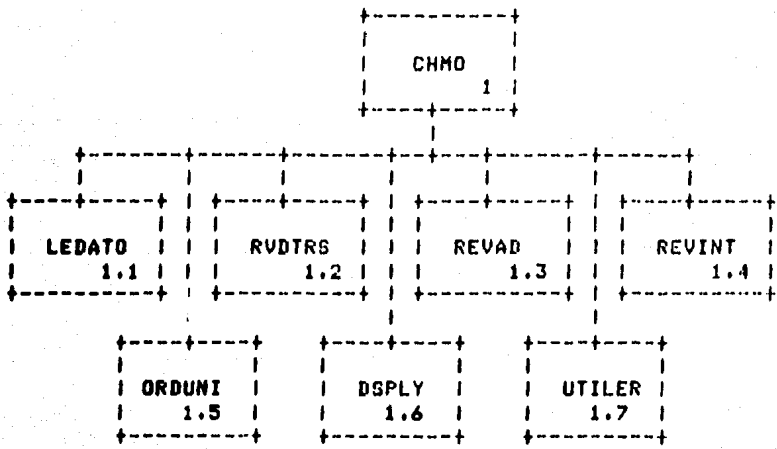 CHMO
1
LEDATO RVDTRS REVAD REVINT
1.1 1.2 1.3 1.4
ORDUNI DSPLY UTILER
1.5 1.6 1.7